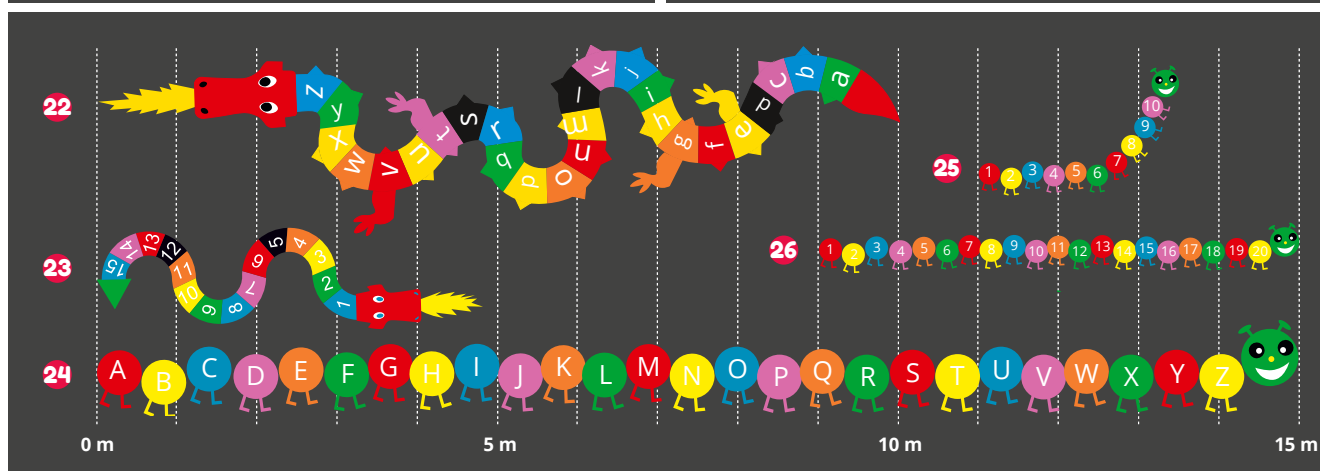 22
z y x w v u t s r q p o n m l k j i h g f e d c b a
25
1 2 3 4 5 6 7 8 9 10
26
1 2 3 4 5 6 7 8 9 10 11 12 13 14 15 16 17 18 19 20
23
15 14 13 12 11 10 9 8 7 6 5 4 3 2 1
24
A B C D E F G H I J K L M N O P Q R S T U V W X Y Z
0 m 5 m 10 m 15 m